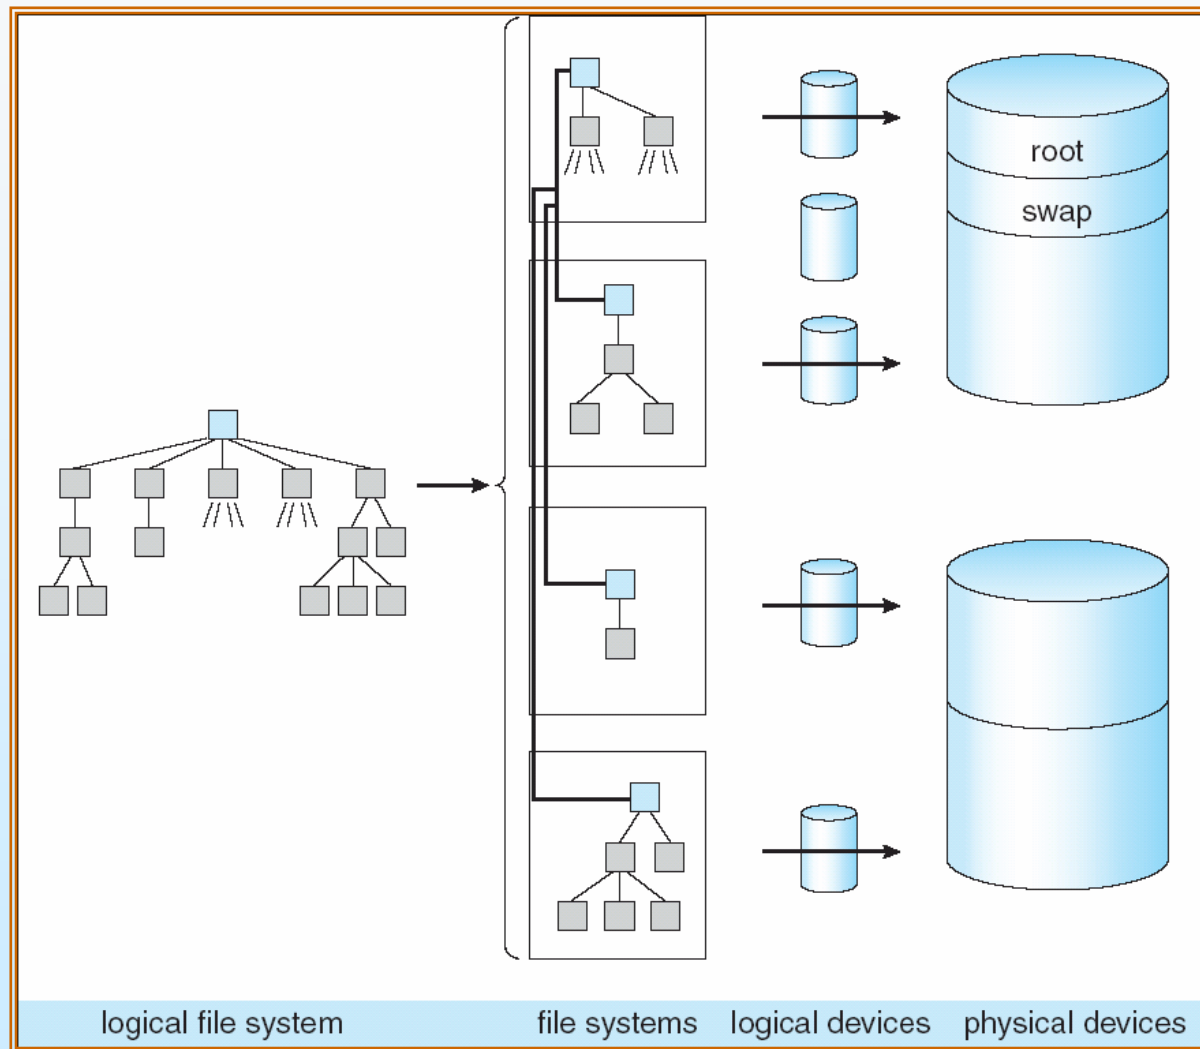 root
swap
logical file system
file systems
logical devices
physical devices